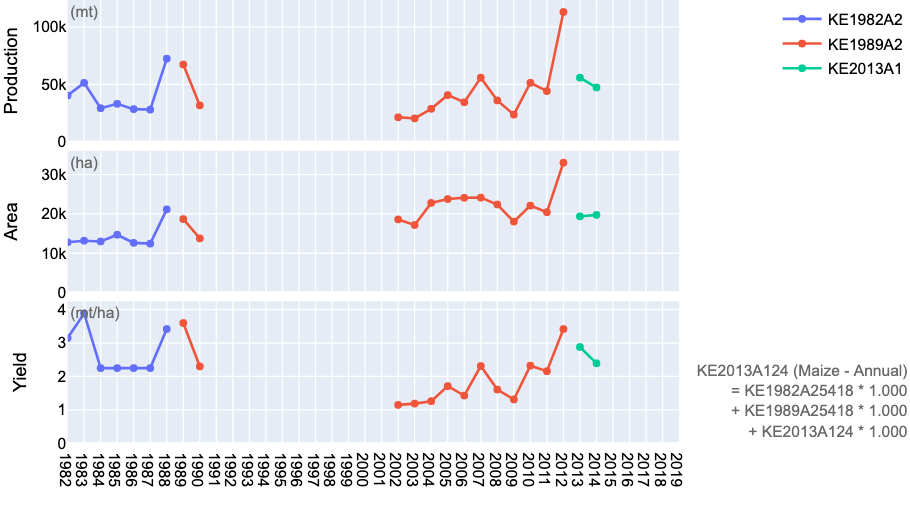 (mt)
100k
50k
0
Production
KE1982A2
KE1989A2
KE2013A1
(ha)
30k
20k
10k
0
Area
(mt/ha)
4
3
2
1
0
Yield
1982
1983
1984
1985
1986
1987
1988
1989
1990
1991
1992
1993
1994
1995
1996
1997
1998
1999
2000
2001
2002
2003
2004
2005
2006
2007
2008
2009
2010
2011
2012
2013
2014
2015
2016
2017
2018
2019
KE2013A124 (Maize - Annual)
= KE1982A25418 * 1.000
+ KE1989A25418 * 1.000
+ KE2013A124 * 1.000